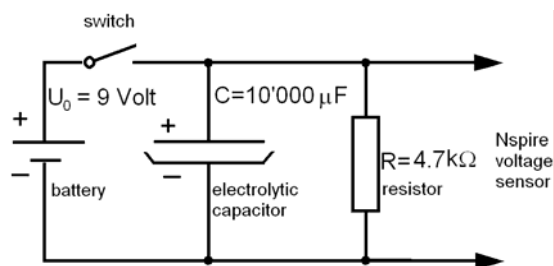 switch
U₀ = 9 Volt
C=10'000 µF
+
+
−
−
battery
electrolytic
capacitor
R=4.7kΩ
resistor
Nspire
voltage
sensor